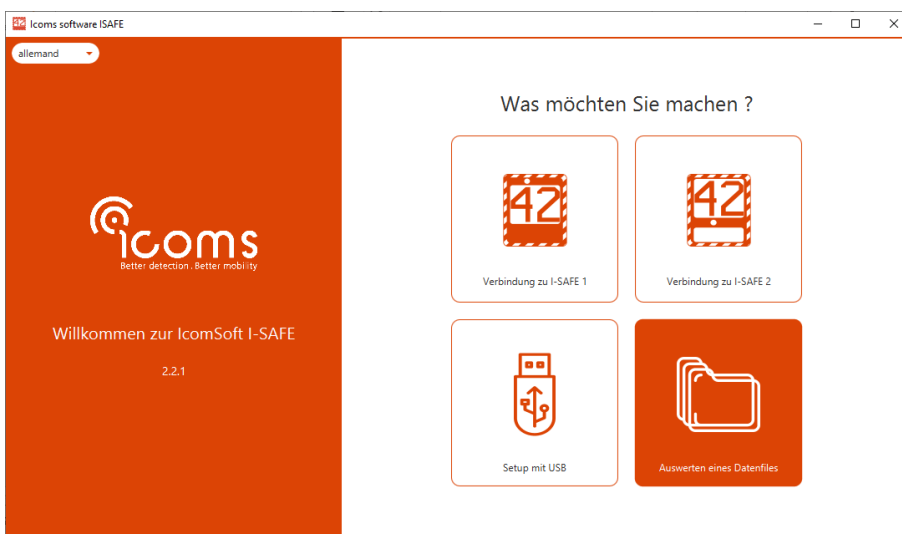 42 Icoms software ISAFE
allemand
icoms
Better detection . Better mobility
Willkommen zur IcomSoft I-SAFE
2.2.1
Was möchten Sie machen ?
42
Verbindung zu I-SAFE 1
42
Verbindung zu I-SAFE 2
Setup mit USB
Auswerten eines Datenfiles